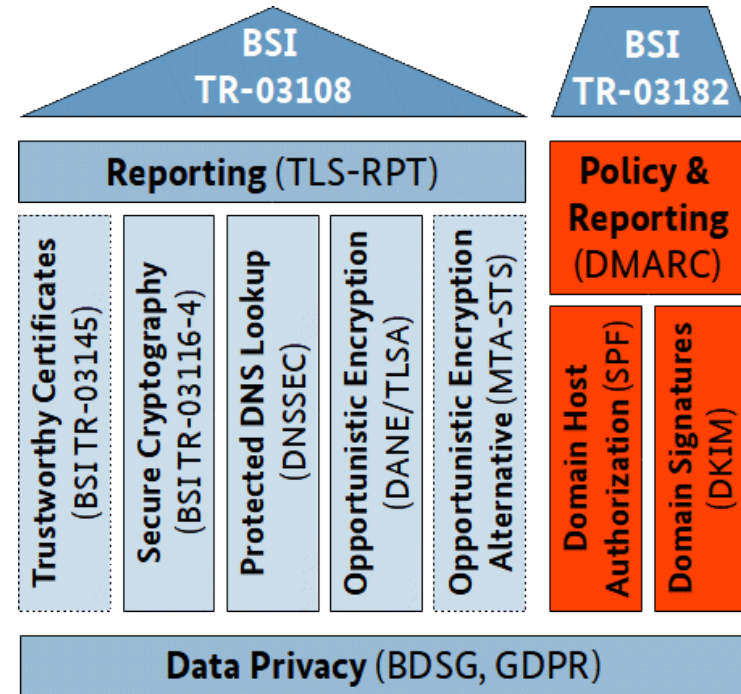 BSI
TR-03108
BSI
TR-03182
Reporting (TLS-RPT)
Policy &
Reporting
(DMARC)
Trustworthy Certificates
(BSI TR-03145)
Secure Cryptography
(BSI TR-03116-4)
Protected DNS Lookup
(DNSSEC)
Opportunistic Encryption
(DANE/TLSA)
Opportunistic Encryption
Alternative (MTA-STS)
Domain Host
Authorization (SPF)
Domain Signatures
(DKIM)
Data Privacy (BDSG, GDPR)